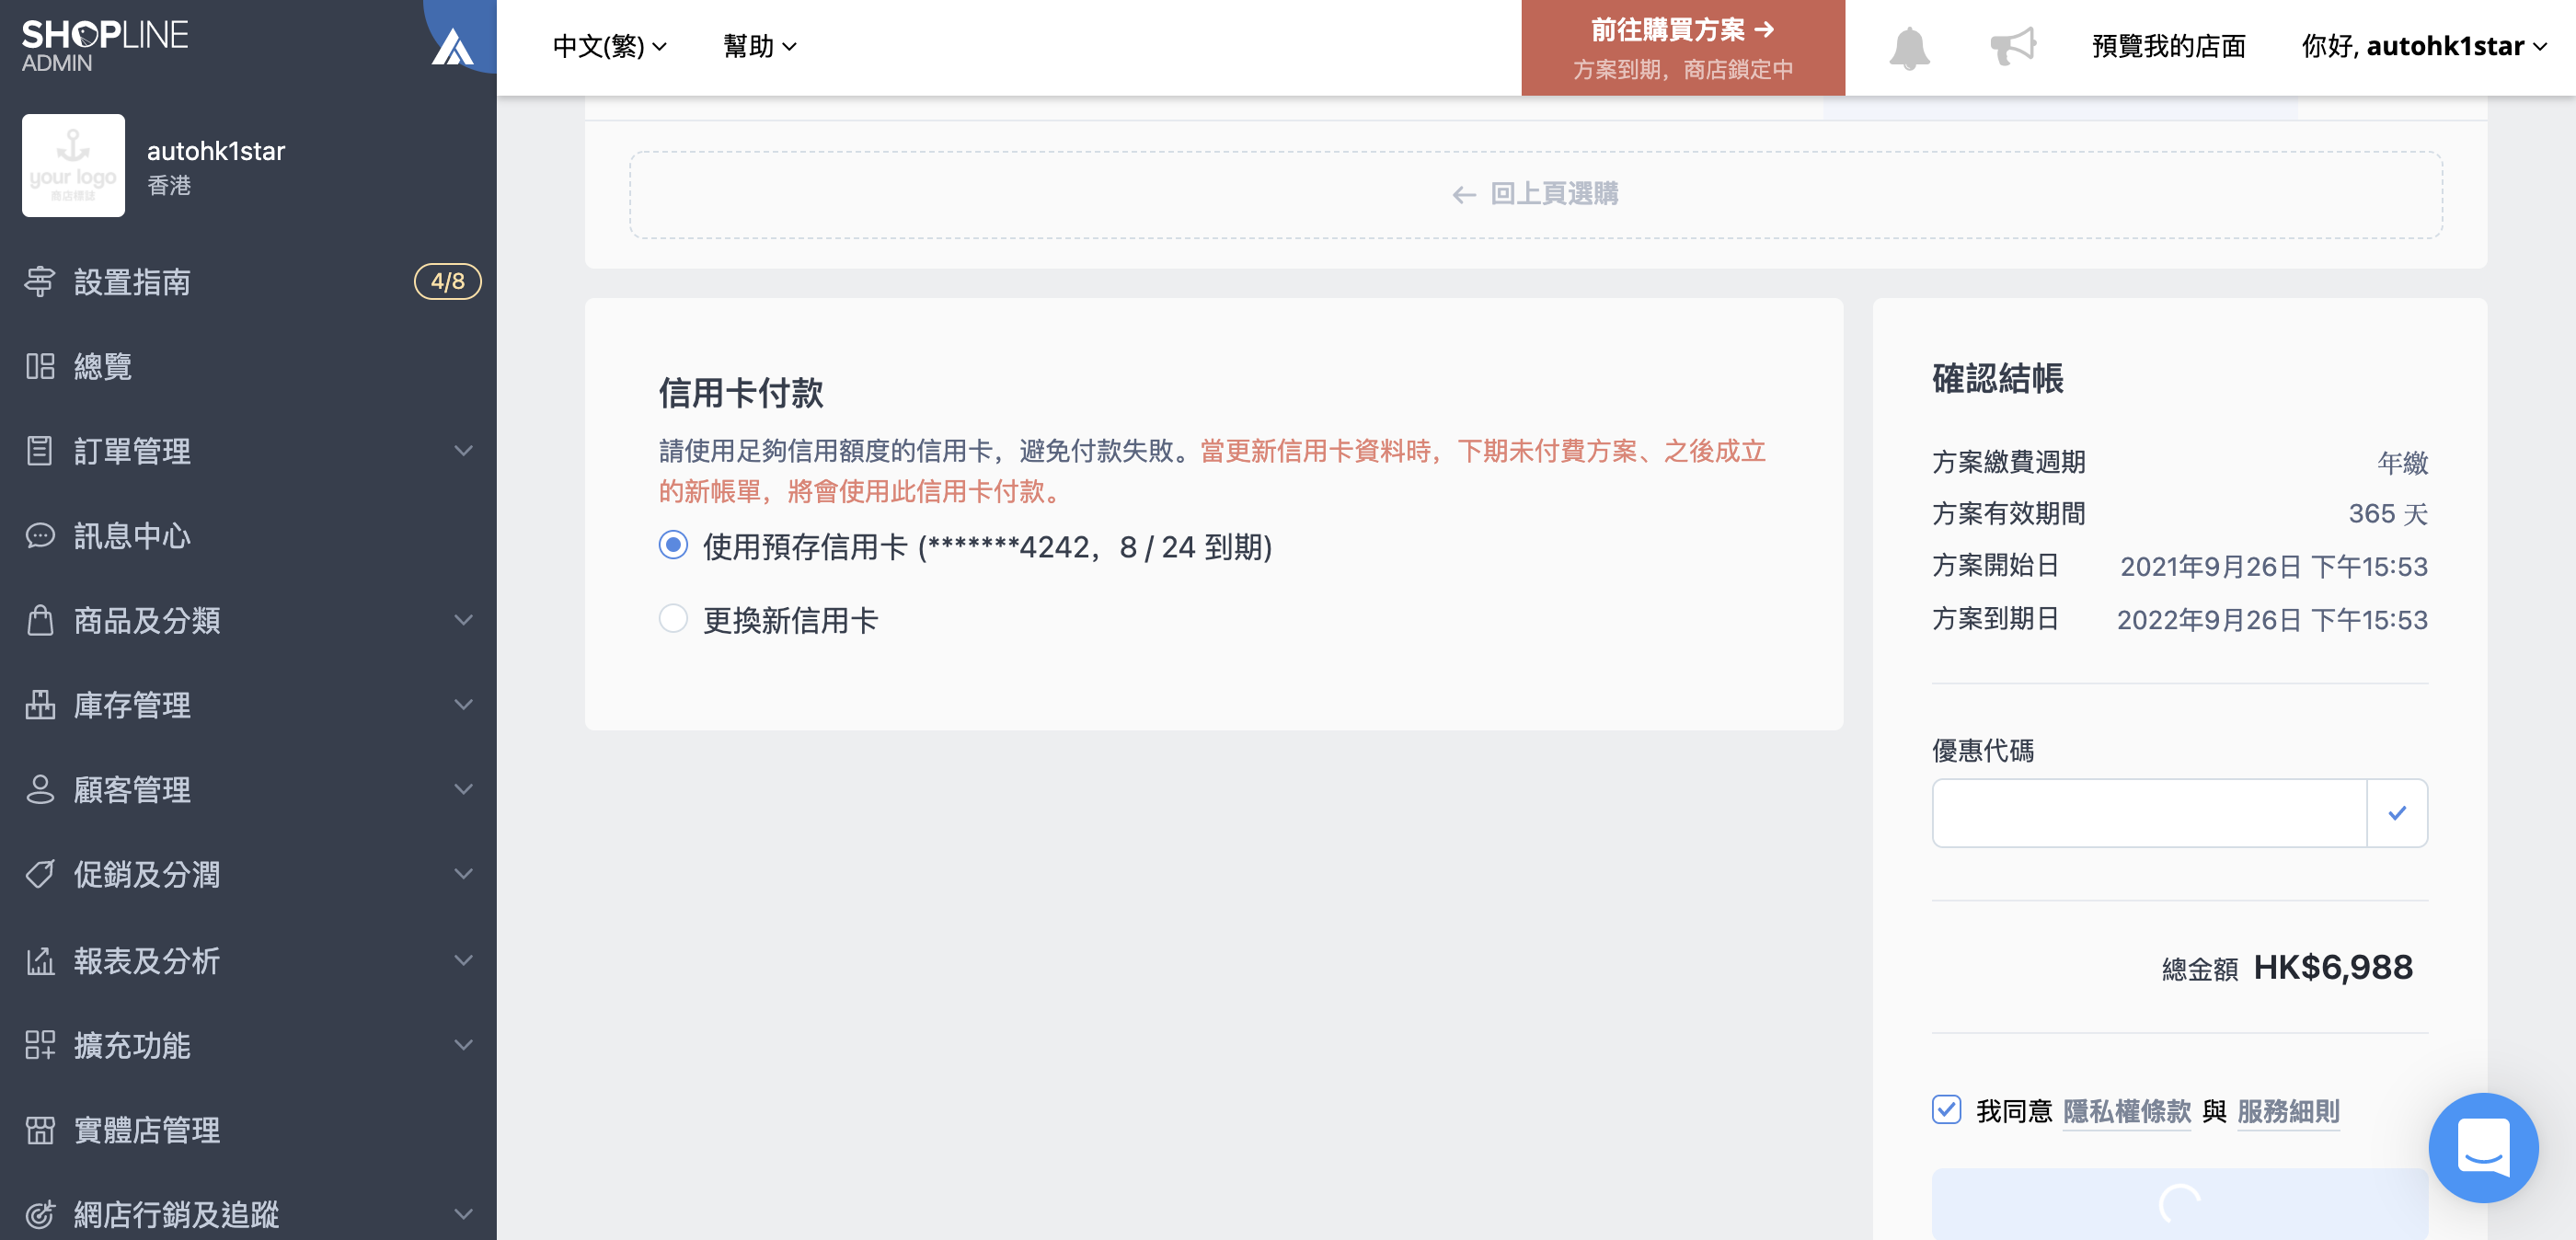 SHOPLINE
ADMIN
中文(繁)
幫助
前往購買方案 →
方案到期，商店鎖定中
預覽我的店面
你好, autohk1star
your logo
商店標誌
autohk1star
香港
設置指南
4/8
總覽
訂單管理
訊息中心
商品及分類
庫存管理
顧客管理
促銷及分潤
報表及分析
擴充功能
實體店管理
網店行銷及追蹤
← 回上頁選購
信用卡付款
請使用足夠信用額度的信用卡，避免付款失敗。當更新信用卡資料時，下期未付費方案、之後成立
的新帳單，將會使用此信用卡付款。
使用預存信用卡 (*******4242，8 / 24 到期)
更換新信用卡
確認結帳
方案繳費週期 年繳
方案有效期間 365 天
方案開始日 2021年9月26日 下午15:53
方案到期日 2022年9月26日 下午15:53
優惠代碼
總金額 HK$6,988
我同意 隱私權條款 與 服務細則